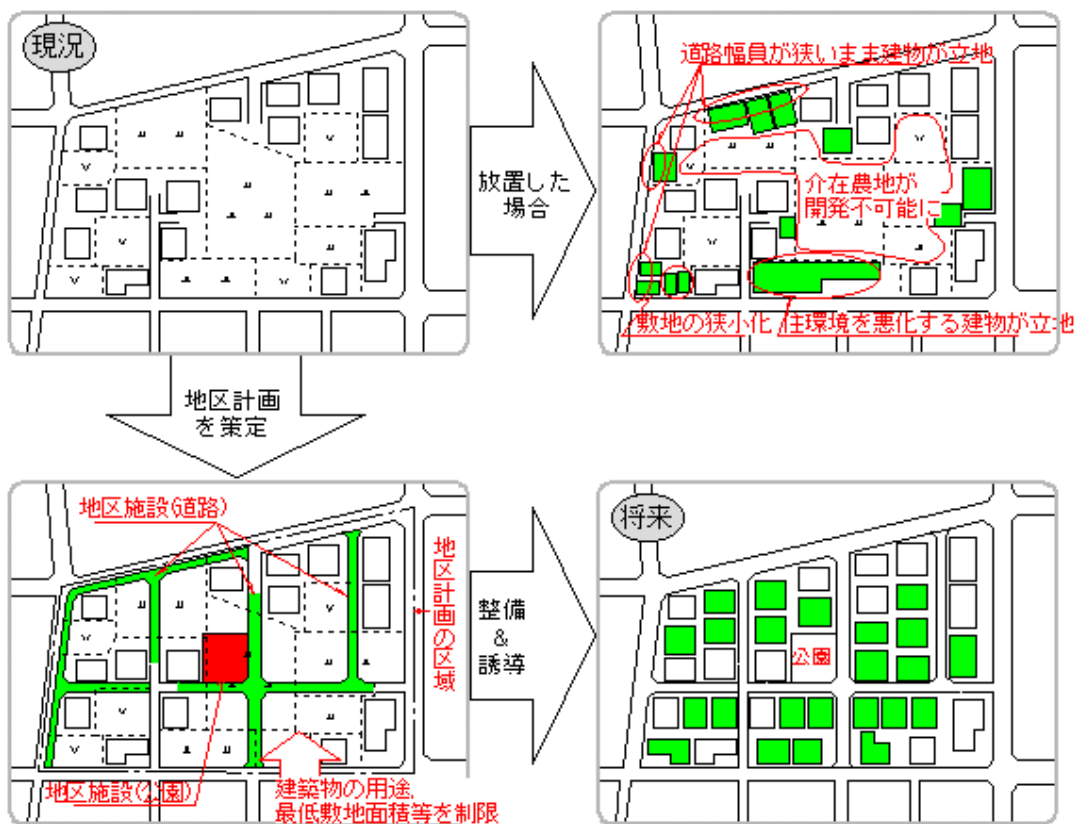 現況
放置した
場合
道路幅員が狭いまま建物が立地
介在農地が
開発不可能に
敷地の狭小化
住環境を悪化する建物が立地
地区計画
を策定
地区施設(道路)
地区計画の区域
地区施設(公園)
建築物の用途,
最低敷地面積等を制限
整備
&
誘導
将来
公園